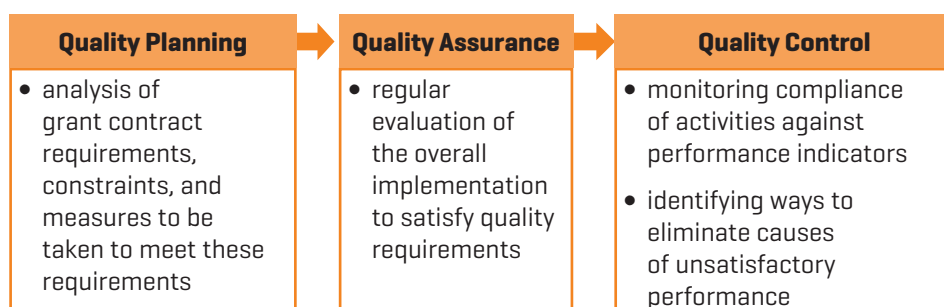 Quality Planning
• analysis of
grant contract
requirements,
constraints, and
measures to be
taken to meet these
requirements
Quality Assurance
• regular
evaluation of
the overall
implementation
to satisfy quality
requirements
Quality Control
• monitoring compliance
of activities against
performance indicators
• identifying ways to
eliminate causes
of unsatisfactory
performance